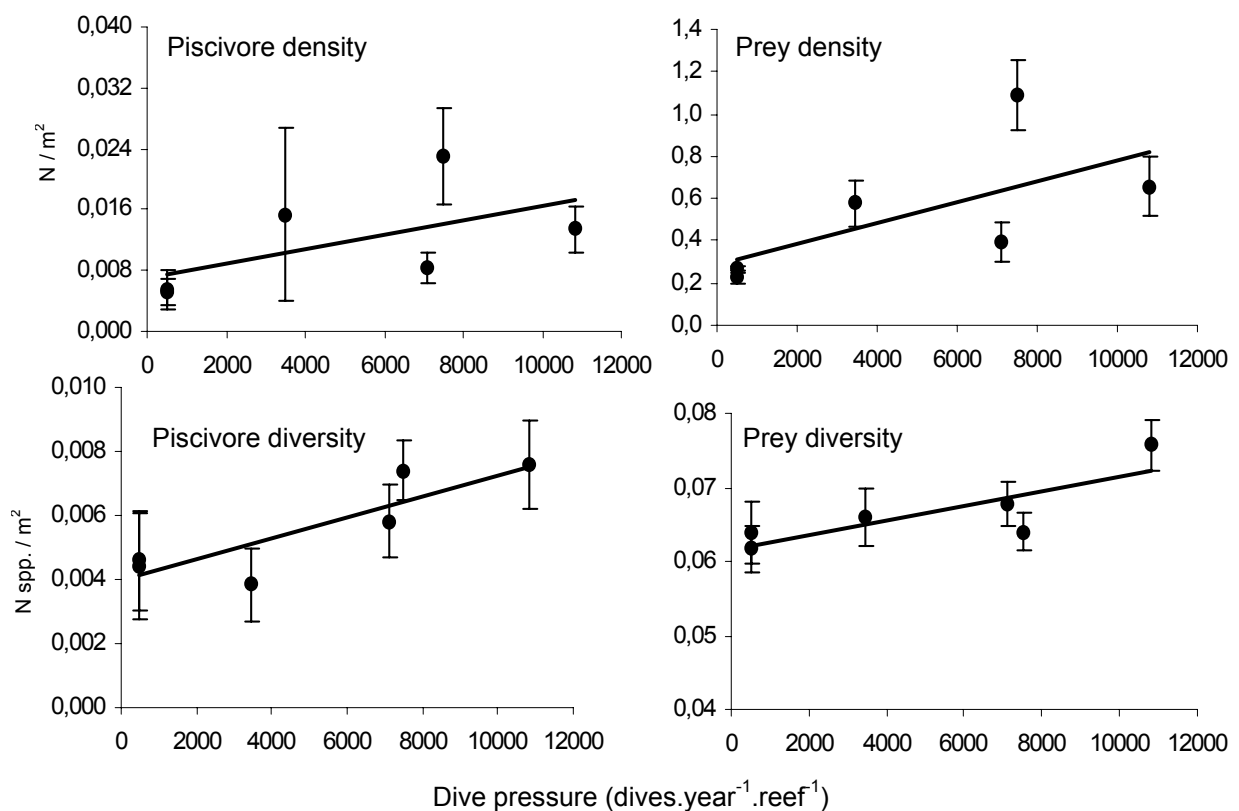 Piscivore density
0,040
0,032
0,024
0,016
0,008
0,000
N / m²
0 2000 4000 6000 8000 10000 12000
Prey density
1,4
1,2
1,0
0,8
0,6
0,4
0,2
0,0
0 2000 4000 6000 8000 10000 12000
Piscivore diversity
0,010
0,008
0,006
0,004
0,002
0,000
N spp. / m²
0 2000 4000 6000 8000 10000 12000
Prey diversity
0,08
0,07
0,06
0,05
0,04
0 2000 4000 6000 8000 10000 12000
Dive pressure (dives.year⁻¹.reef⁻¹)